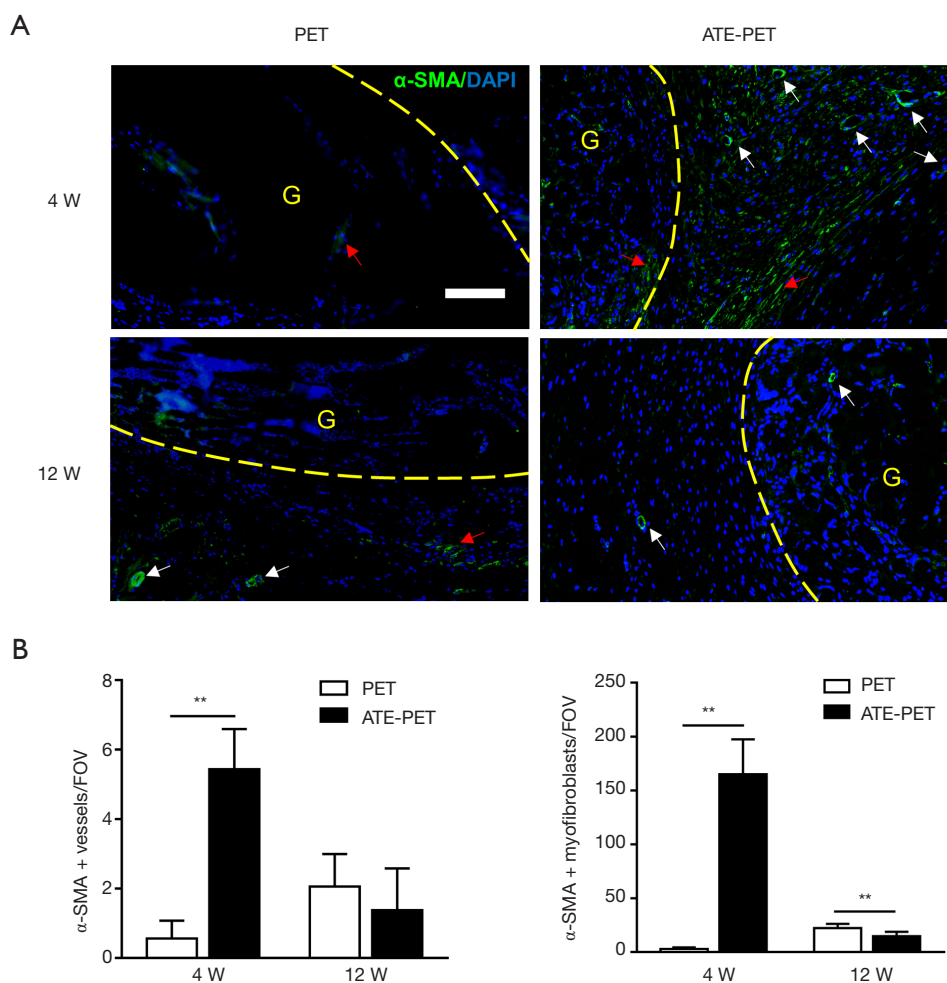 A
PET
ATE-PET
α-SMA/DAPI
4 W
G
G
12 W
G
G
B
8
6
4
2
0
α-SMA + vessels/FOV
**
PET
ATE-PET
4 W
12 W
250
200
150
100
50
0
α-SMA + myofibroblasts/FOV
**
**
PET
ATE-PET
4 W
12 W